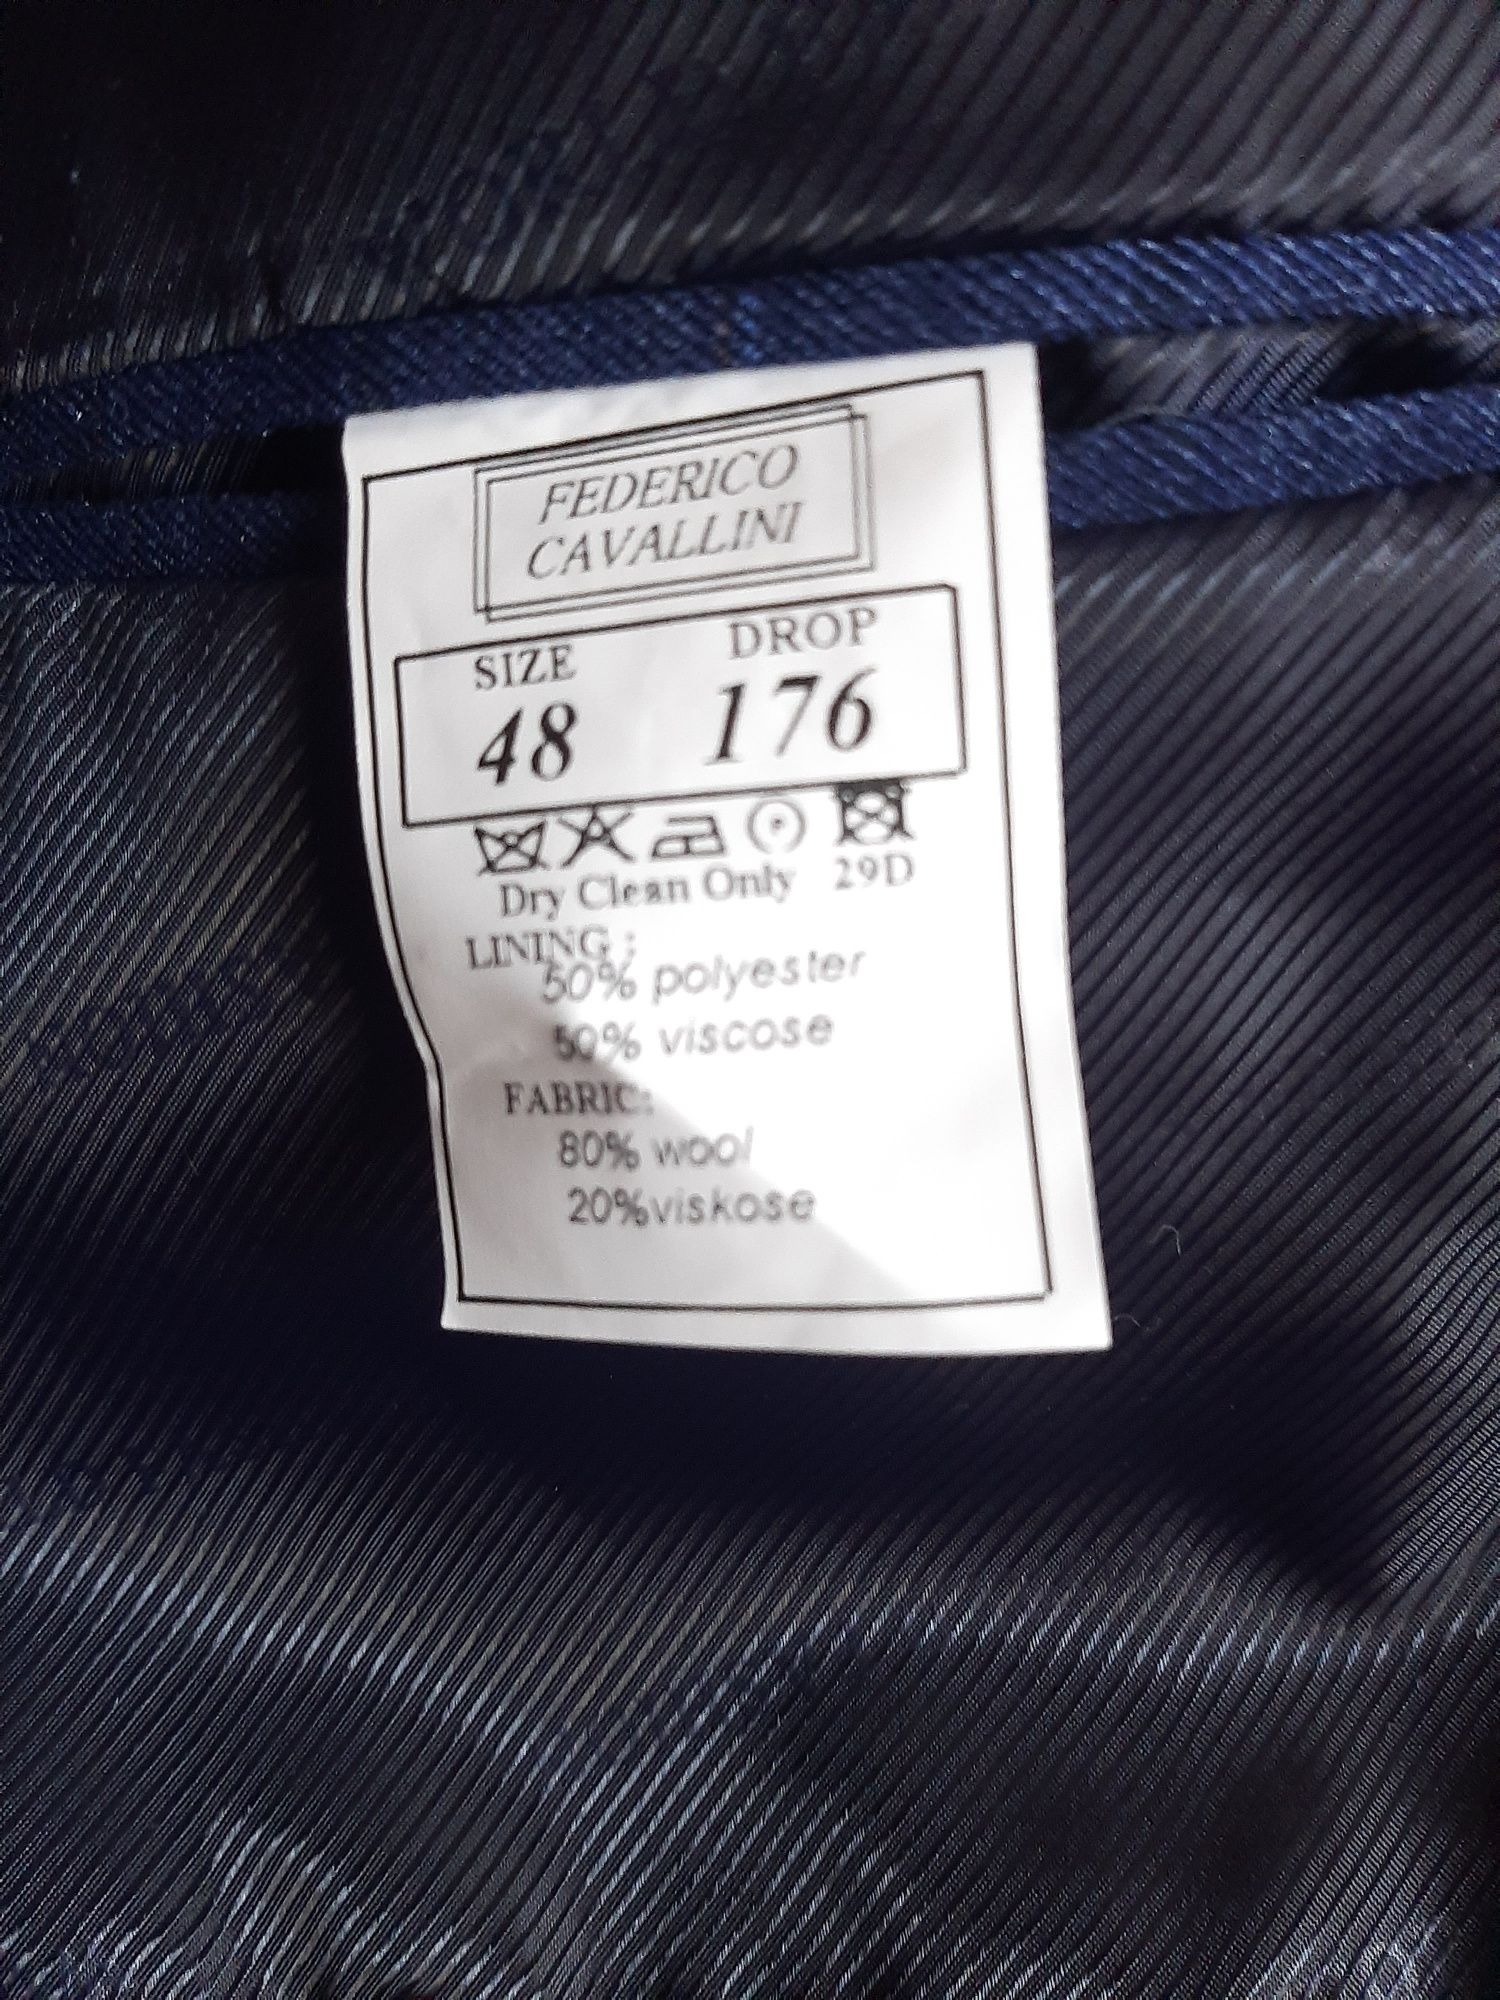 FEDERICO
CAVALLINI
SIZE DROP
48 176
Dry Clean Only 29D
LINING :
50% polyester
50% viscose
FABRIC:
80% wool
20%viskose